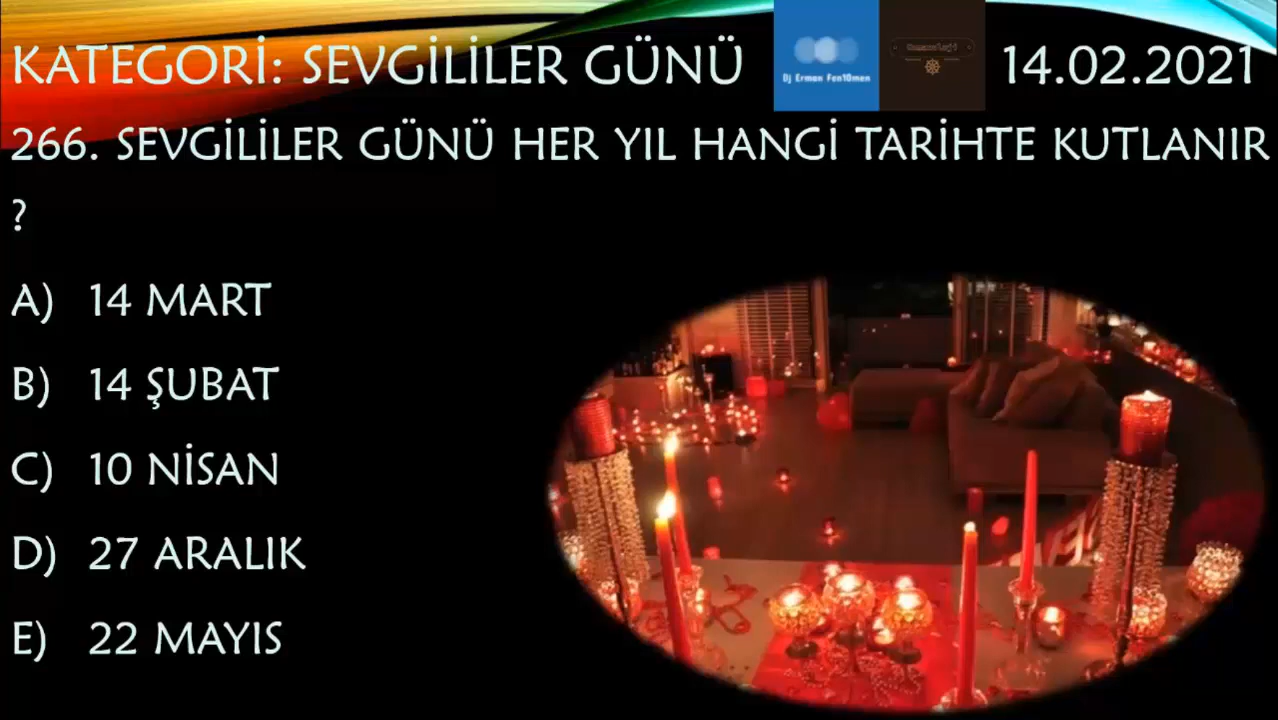 KATEGORİ: SEVGİLİLER GÜNÜ
Dj Erman Fen10men
14.02.2021
266. SEVGİLİLER GÜNÜ HER YIL HANGİ TARİHTE KUTLANIR
?
A) 14 MART
B) 14 ŞUBAT
C) 10 NİSAN
D) 27 ARALIK
E) 22 MAYIS